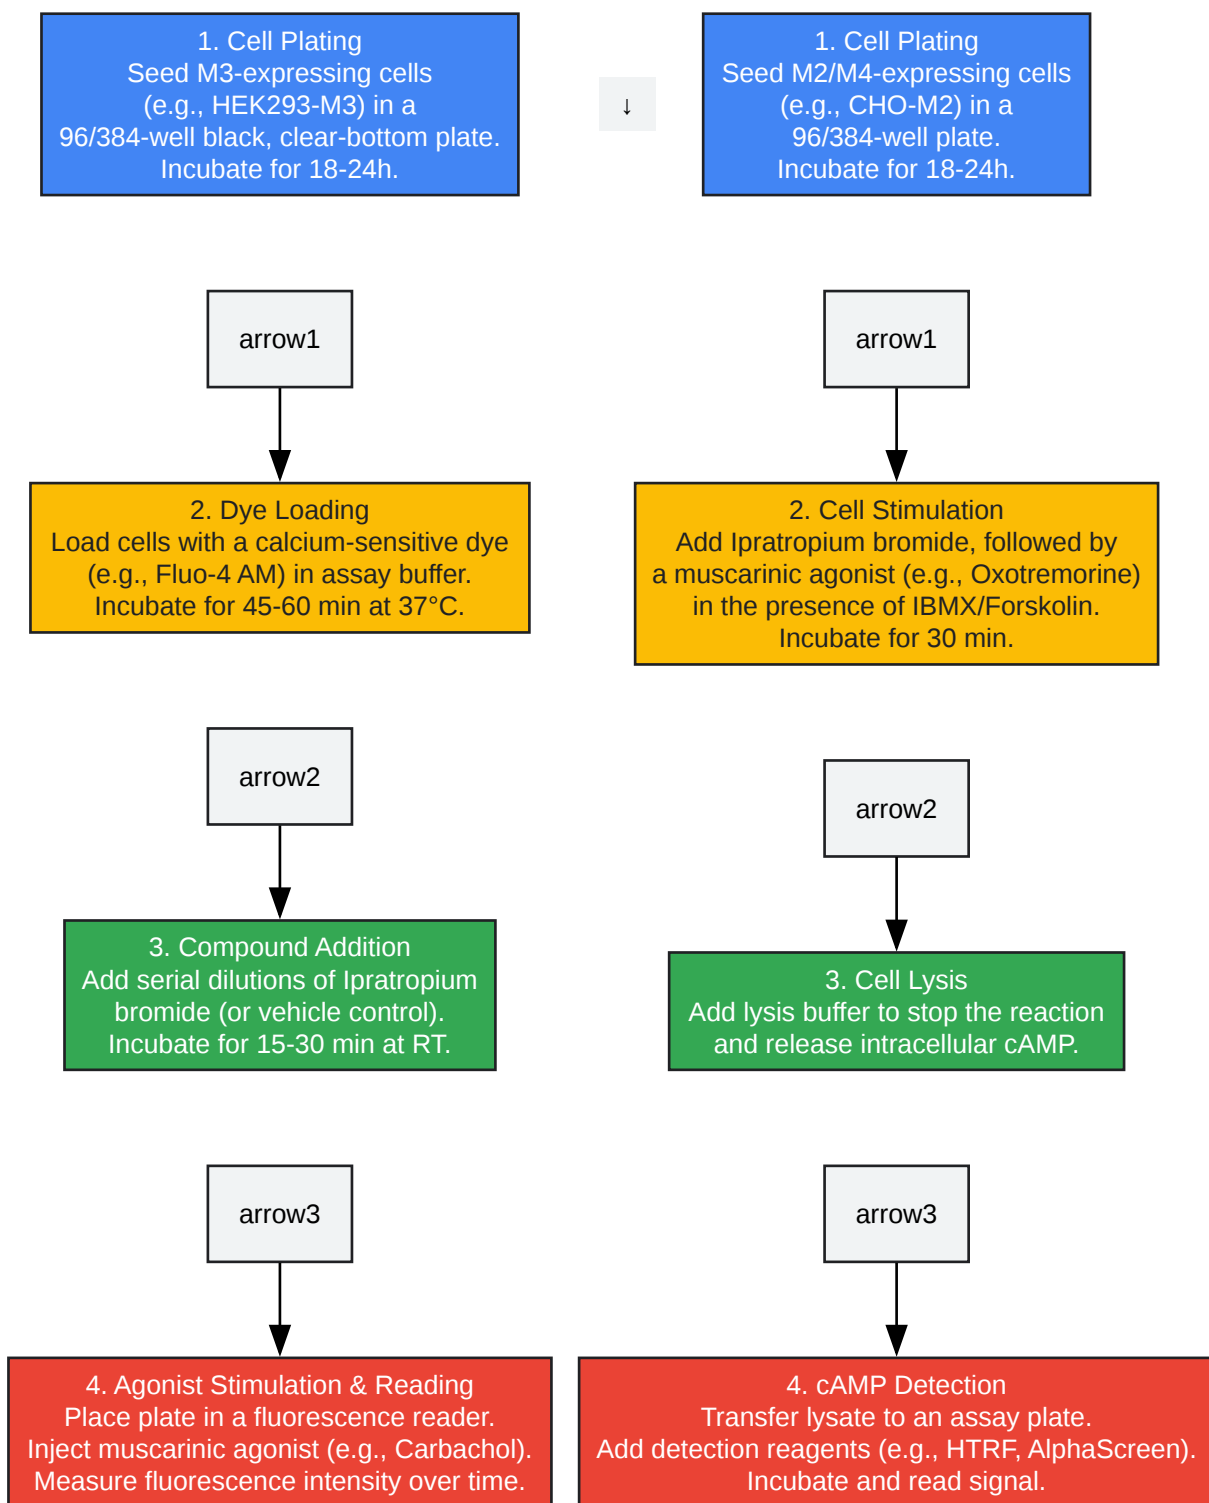 1. Cell Plating
Seed M3-expressing cells
(e.g., HEK293-M3) in a
96/384-well black, clear-bottom plate.
Incubate for 18-24h.
↓
1. Cell Plating
Seed M2/M4-expressing cells
(e.g., CHO-M2) in a
96/384-well plate.
Incubate for 18-24h.
arrow1
arrow1
2. Dye Loading
Load cells with a calcium-sensitive dye
(e.g., Fluo-4 AM) in assay buffer.
Incubate for 45-60 min at 37°C.
2. Cell Stimulation
Add Ipratropium bromide, followed by
a muscarinic agonist (e.g., Oxotremorine)
in the presence of IBMX/Forskolin.
Incubate for 30 min.
arrow2
arrow2
3. Compound Addition
Add serial dilutions of Ipratropium
bromide (or vehicle control).
Incubate for 15-30 min at RT.
3. Cell Lysis
Add lysis buffer to stop the reaction
and release intracellular cAMP.
arrow3
arrow3
4. Agonist Stimulation & Reading
Place plate in a fluorescence reader.
Inject muscarinic agonist (e.g., Carbachol).
Measure fluorescence intensity over time.
4. cAMP Detection
Transfer lysate to an assay plate.
Add detection reagents (e.g., HTRF, AlphaScreen).
Incubate and read signal.